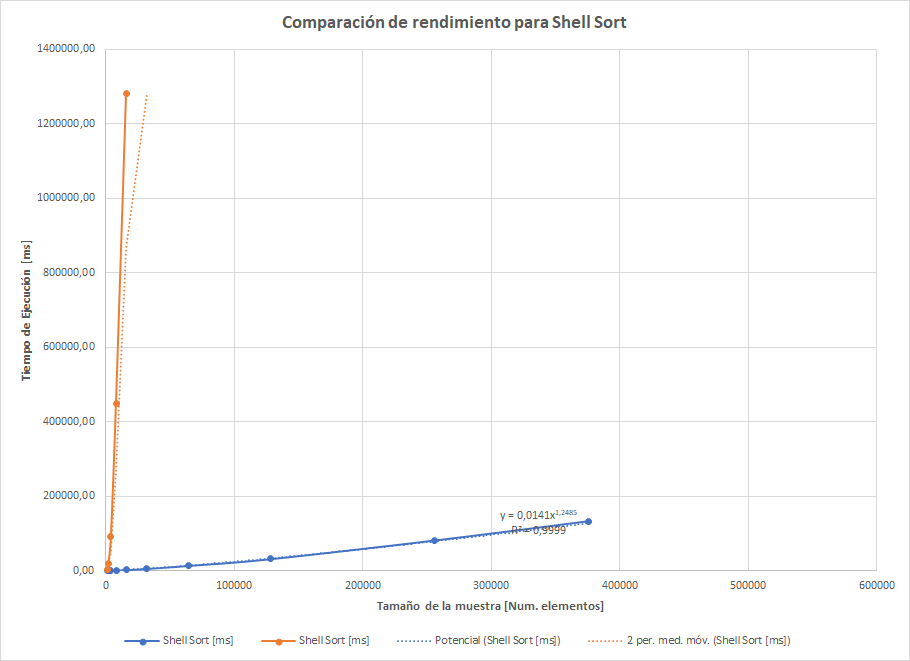 Comparación de rendimiento para Shell Sort
1400000,00
1200000,00
1000000,00
800000,00
600000,00
400000,00
200000,00
0,00
Tiempo de Ejecución [ms]
y = 0,0141x^1,2485
R² = 0,9999
0 100000 200000 300000 400000 500000 600000
Tamaño de la muestra [Num. elementos]
Shell Sort [ms] Shell Sort [ms] Potencial (Shell Sort [ms]) 2 per. med. móv. (Shell Sort [ms])